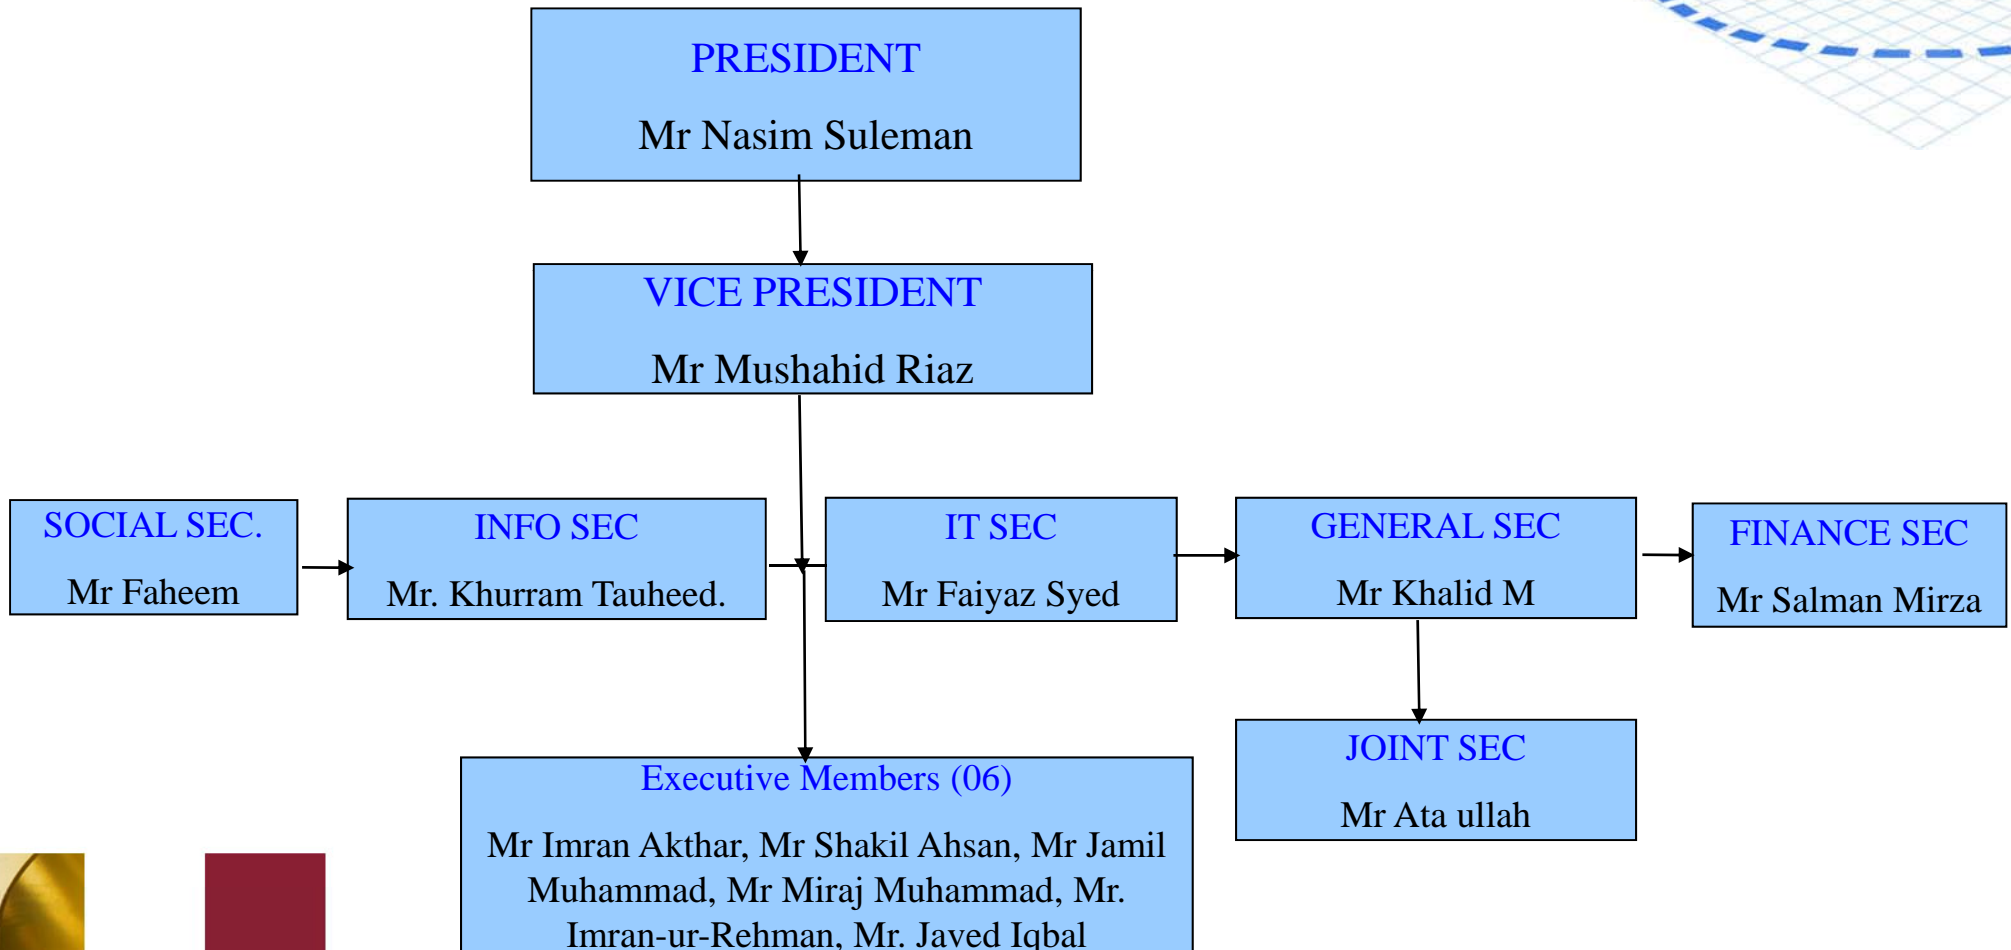 PRESIDENT
Mr Nasim Suleman
VICE PRESIDENT
Mr Mushahid Riaz
SOCIAL SEC.
Mr Faheem
INFO SEC
Mr. Khurram Tauheed.
IT SEC
Mr Faiyaz Syed
GENERAL SEC
Mr Khalid M
FINANCE SEC
Mr Salman Mirza
JOINT SEC
Mr Ata ullah
Executive Members (06)
Mr Imran Akthar, Mr Shakil Ahsan, Mr Jamil
Muhammad, Mr Miraj Muhammad, Mr.
Imran-ur-Rehman, Mr. Javed Iqbal